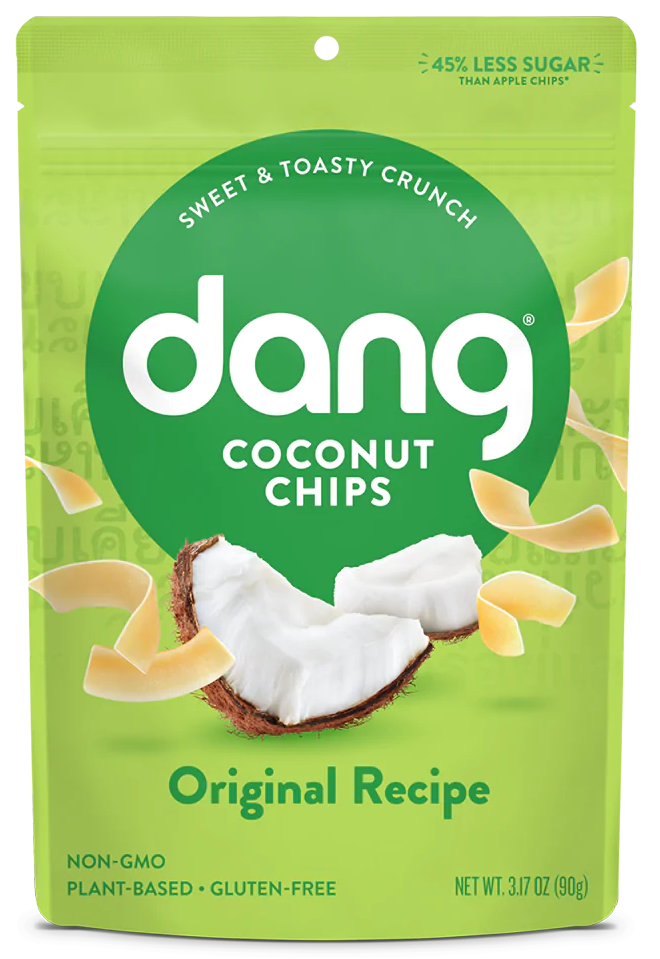 45% LESS SUGAR
THAN APPLE CHIPS*
SWEET & TOASTY CRUNCH
dang®
COCONUT
CHIPS
Original Recipe
NON-GMO
PLANT-BASED • GLUTEN-FREE
NET WT. 3.17 OZ (90g)